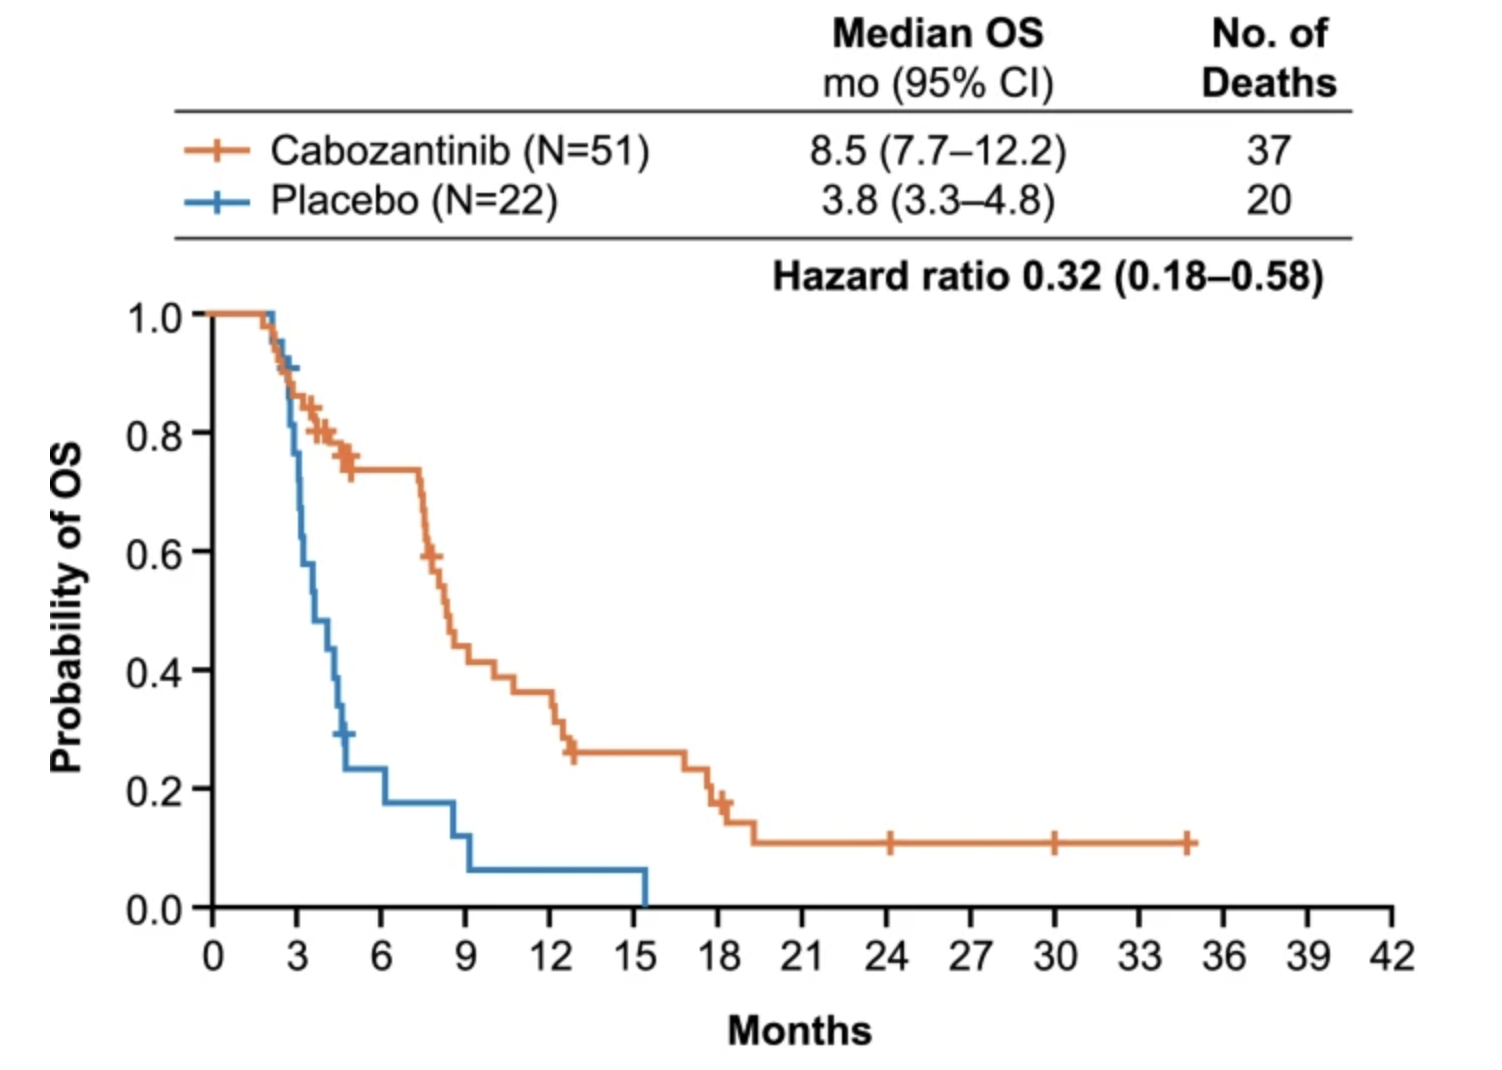 Median OS No. of
mo (95% CI) Deaths
Cabozantinib (N=51) 8.5 (7.7–12.2) 37
Placebo (N=22) 3.8 (3.3–4.8) 20
Hazard ratio 0.32 (0.18–0.58)
1.0
0.8
0.6
0.4
0.2
0.0
Probability of OS
0 3 6 9 12 15 18 21 24 27 30 33 36 39 42
Months